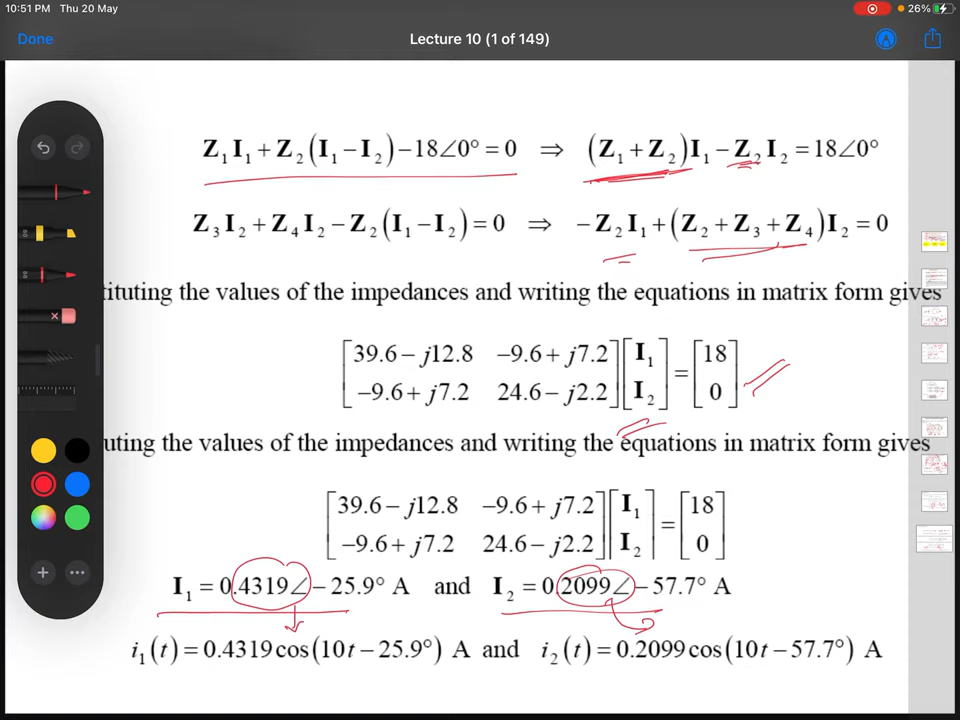 10:51 PM Thu 20 May 26%
Done Lecture 10 (1 of 149)
Z₁I₁ + Z₂(I₁ − I₂) − 18∠0° = 0 ⇒ (Z₁ + Z₂)I₁ − Z₂I₂ = 18∠0°
Z₃I₂ + Z₄I₂ − Z₂(I₁ − I₂) = 0 ⇒ −Z₂I₁ + (Z₂ + Z₃ + Z₄)I₂ = 0
tituting the values of the impedances and writing the equations in matrix form gives
[39.6 − j12.8 −9.6 + j7.2] [I₁] = [18]
[−9.6 + j7.2 24.6 − j2.2] [I₂] [0]
uting the values of the impedances and writing the equations in matrix form gives
[39.6 − j12.8 −9.6 + j7.2] [I₁] = [18]
[−9.6 + j7.2 24.6 − j2.2] [I₂] [0]
I₁ = 0.4319∠−25.9° A and I₂ = 0.2099∠−57.7° A
i₁(t) = 0.4319cos(10t − 25.9°) A and i₂(t) = 0.2099cos(10t − 57.7°) A